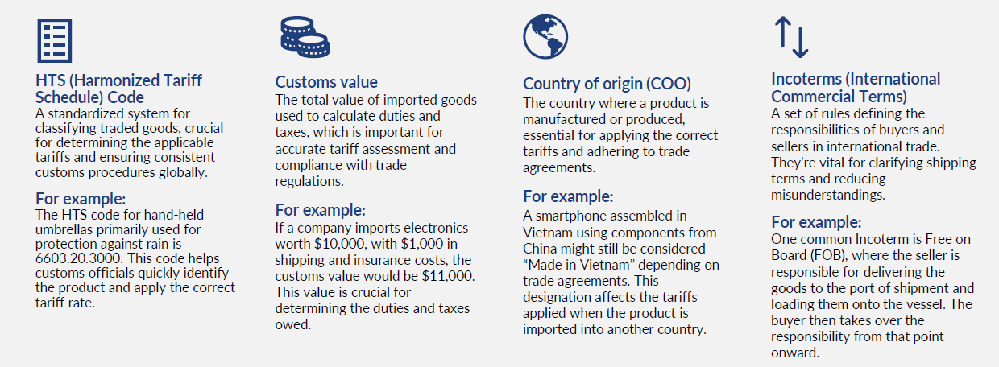 HTS (Harmonized Tariff
Schedule) Code
A standardized system for
classifying traded goods, crucial
for determining the applicable
tariffs and ensuring consistent
customs procedures globally.
For example:
The HTS code for hand-held
umbrellas primarily used for
protection against rain is
6603.20.3000. This code helps
customs officials quickly identify
the product and apply the correct
tariff rate.
Customs value
The total value of imported goods
used to calculate duties and
taxes, which is important for
accurate tariff assessment and
compliance with trade
regulations.
For example:
If a company imports electronics
worth $10,000, with $1,000 in
shipping and insurance costs, the
customs value would be $11,000.
This value is crucial for
determining the duties and taxes
owed.
Country of origin (COO)
The country where a product is
manufactured or produced,
essential for applying the correct
tariffs and adhering to trade
agreements.
For example:
A smartphone assembled in
Vietnam using components from
China might still be considered
“Made in Vietnam” depending on
trade agreements. This
designation affects the tariffs
applied when the product is
imported into another country.
Incoterms (International
Commercial Terms)
A set of rules defining the
responsibilities of buyers and
sellers in international trade.
They’re vital for clarifying shipping
terms and reducing
misunderstandings.
For example:
One common Incoterm is Free on
Board (FOB), where the seller is
responsible for delivering the
goods to the port of shipment and
loading them onto the vessel. The
buyer then takes over the
responsibility from that point
onward.